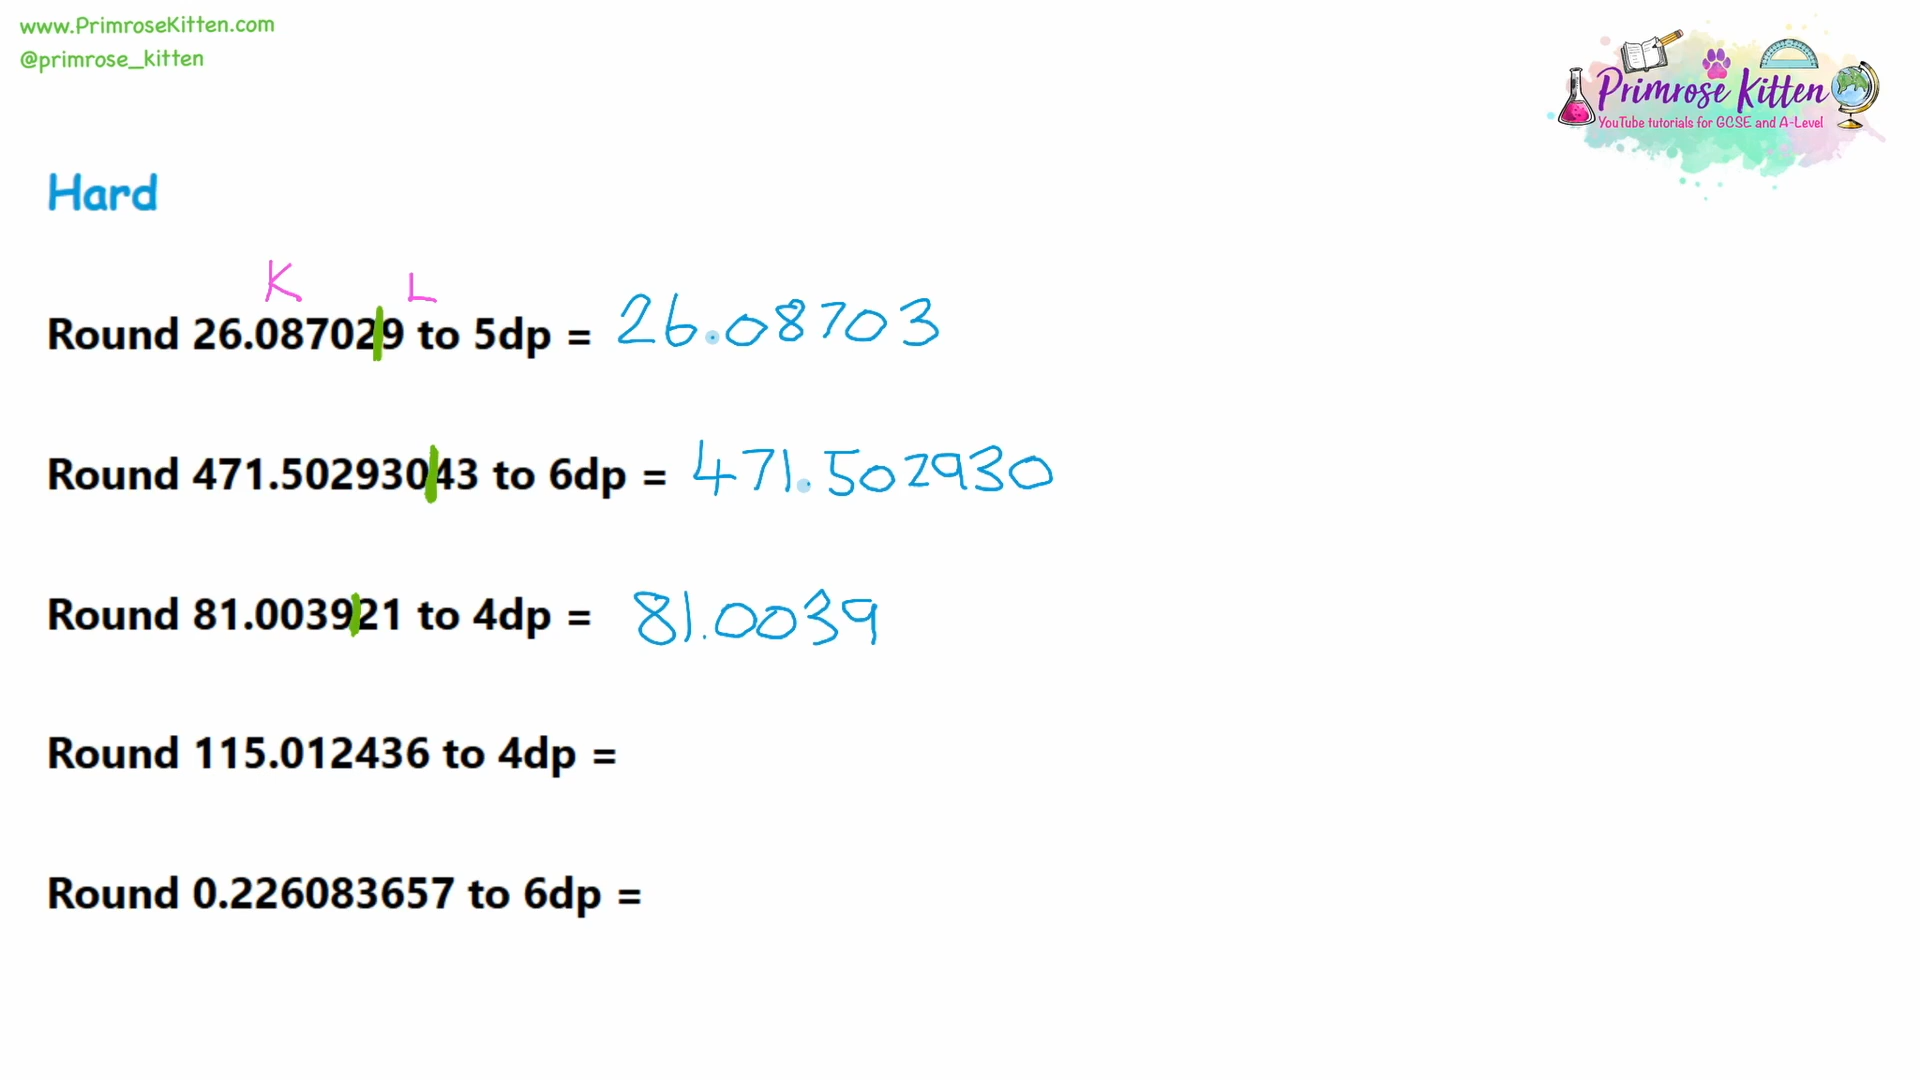 www.PrimroseKitten.com
@primrose_kitten
Primrose Kitten
YouTube tutorials for GCSE and A-Level
Hard
K L
Round 26.087029 to 5dp = 26.08703
Round 471.50293043 to 6dp = 471.502930
Round 81.003921 to 4dp = 81.0039
Round 115.012436 to 4dp =
Round 0.226083657 to 6dp =